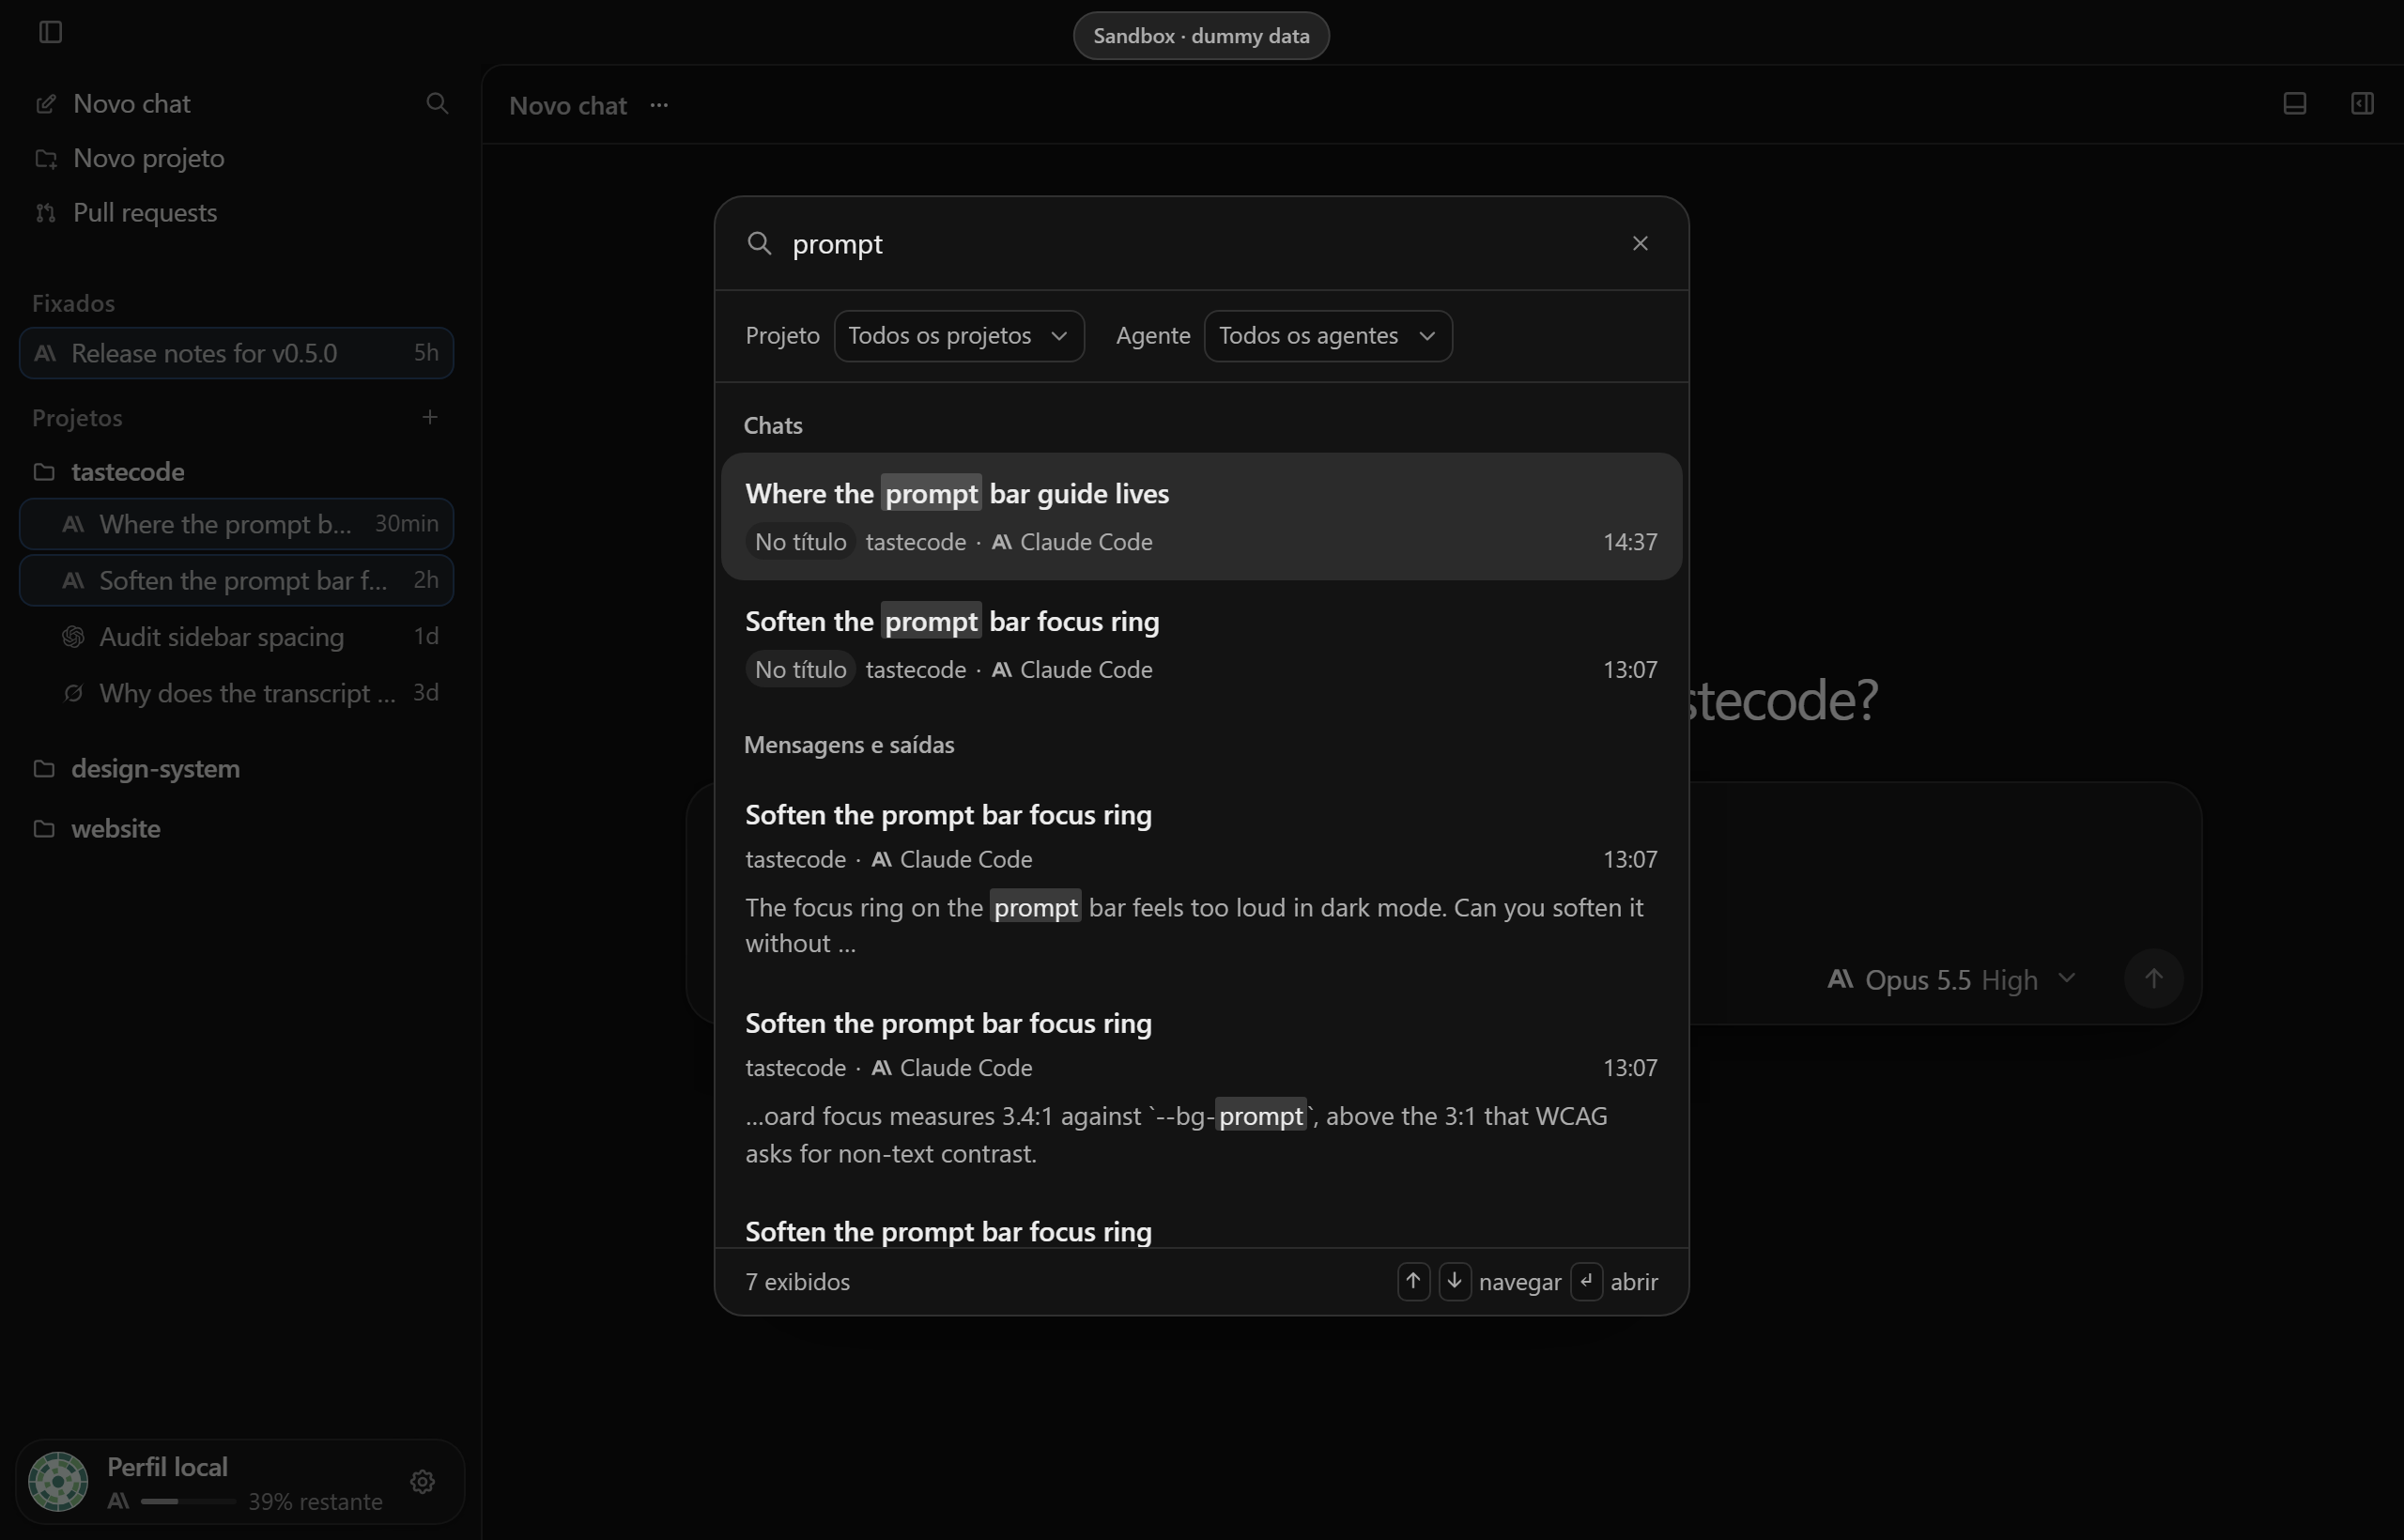 Sandbox · dummy data
Novo chat
Novo projeto
Pull requests
Fixados
Release notes for v0.5.0 5h
Projetos
tastecode
Where the prompt b... 30min
Soften the prompt bar f... 2h
Audit sidebar spacing 1d
Why does the transcript ... 3d
design-system
website
Perfil local
39% restante
Novo chat ...
prompt
Projeto Todos os projetos Agente Todos os agentes
Chats
Where the prompt bar guide lives
No título tastecode · Claude Code 14:37
Soften the prompt bar focus ring
No título tastecode · Claude Code 13:07
Mensagens e saídas
Soften the prompt bar focus ring
tastecode · Claude Code 13:07
The focus ring on the prompt bar feels too loud in dark mode. Can you soften it
without ...
Soften the prompt bar focus ring
tastecode · Claude Code 13:07
...oard focus measures 3.4:1 against `--bg-prompt`, above the 3:1 that WCAG
asks for non-text contrast.
Soften the prompt bar focus ring
7 exibidos ↑ ↓ navegar ↵ abrir
stecode?
Opus 5.5 High